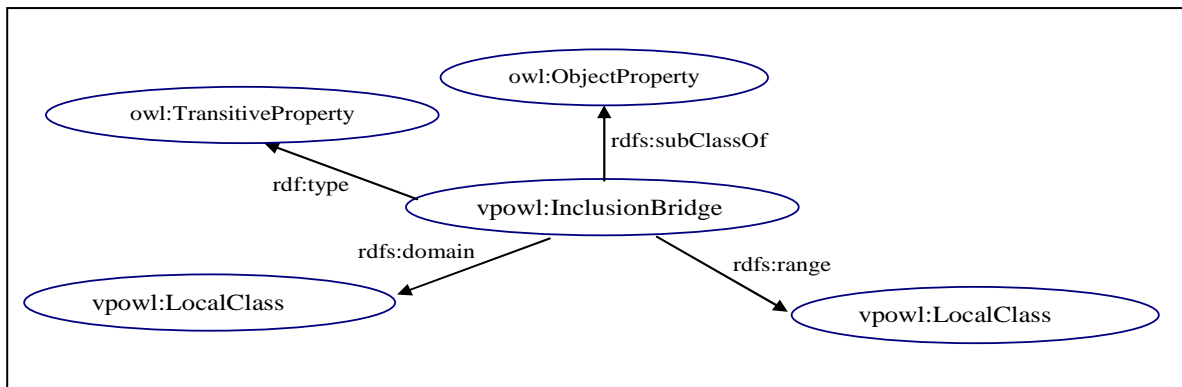 owl:ObjectProperty
owl:TransitiveProperty
rdfs:subClassOf
rdf:type
vpowl:InclusionBridge
rdfs:domain
rdfs:range
vpowl:LocalClass
vpowl:LocalClass